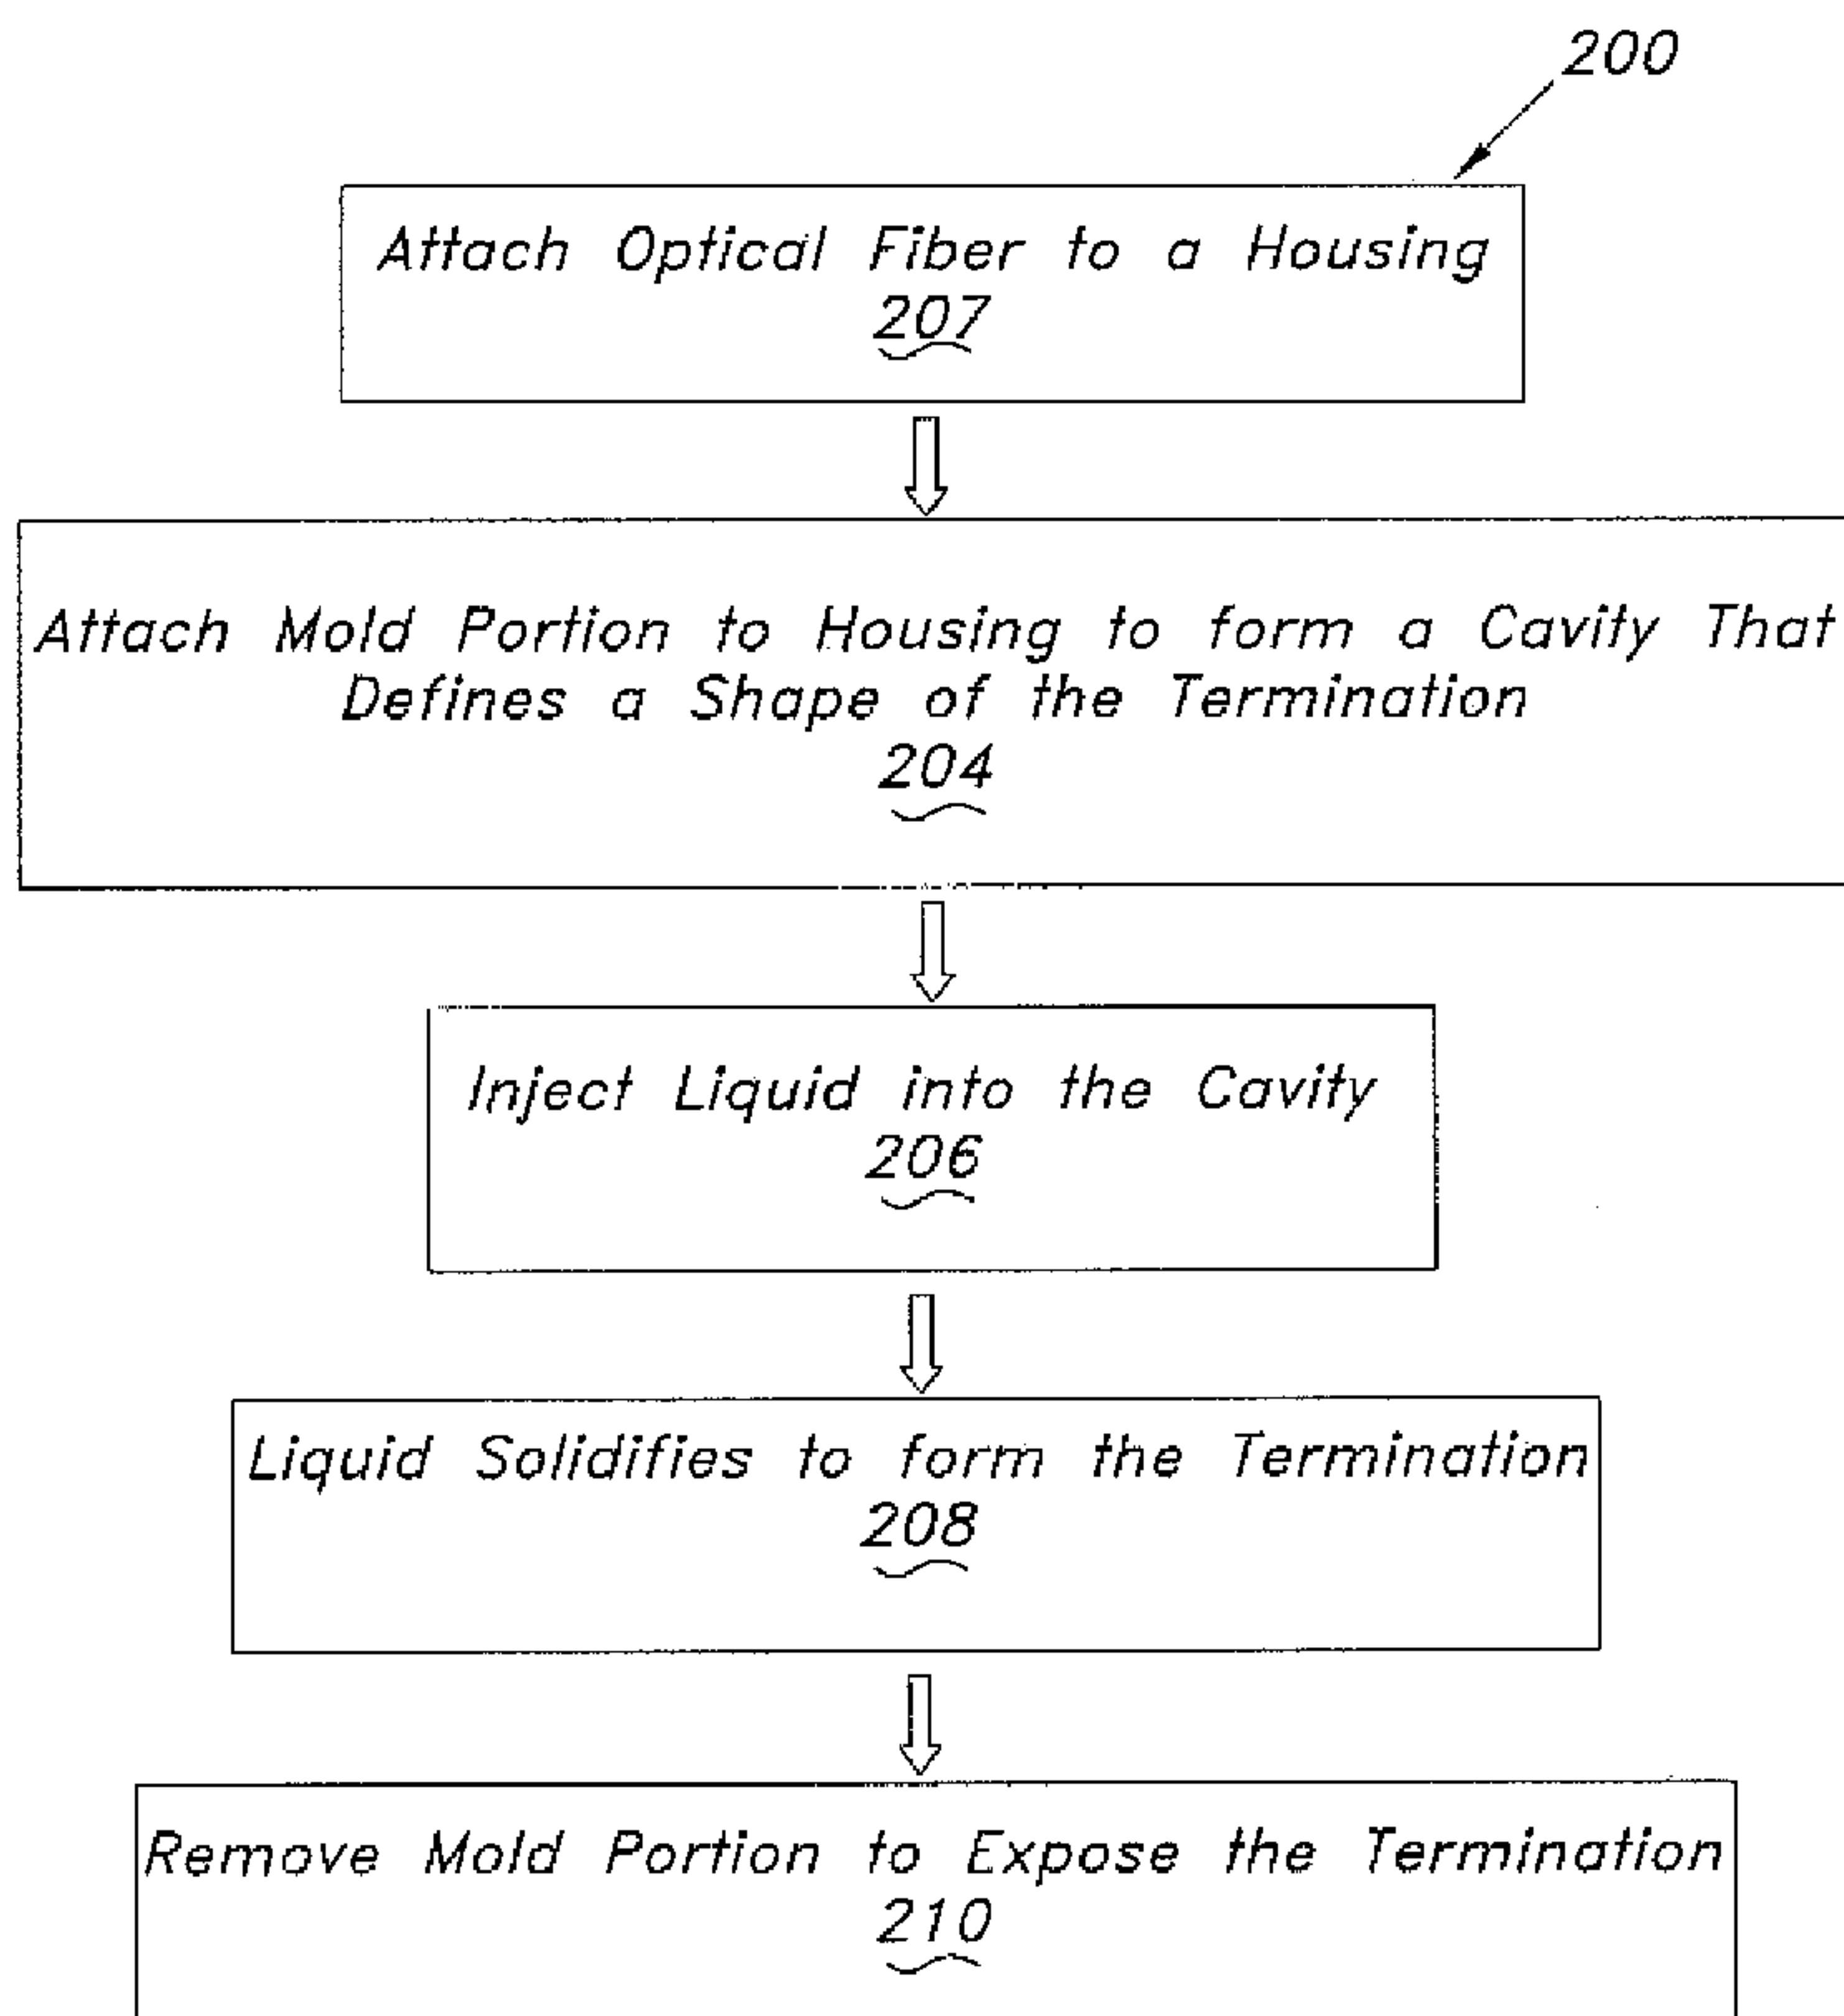 200
Attach Optical Fiber to a Housing
207
Attach Mold Portion to Housing to form a Cavity That
Defines a Shape of the Termination
204
Inject Liquid into the Cavity
206
Liquid Solidifies to form the Termination
208
Remove Mold Portion to Expose the Termination
210